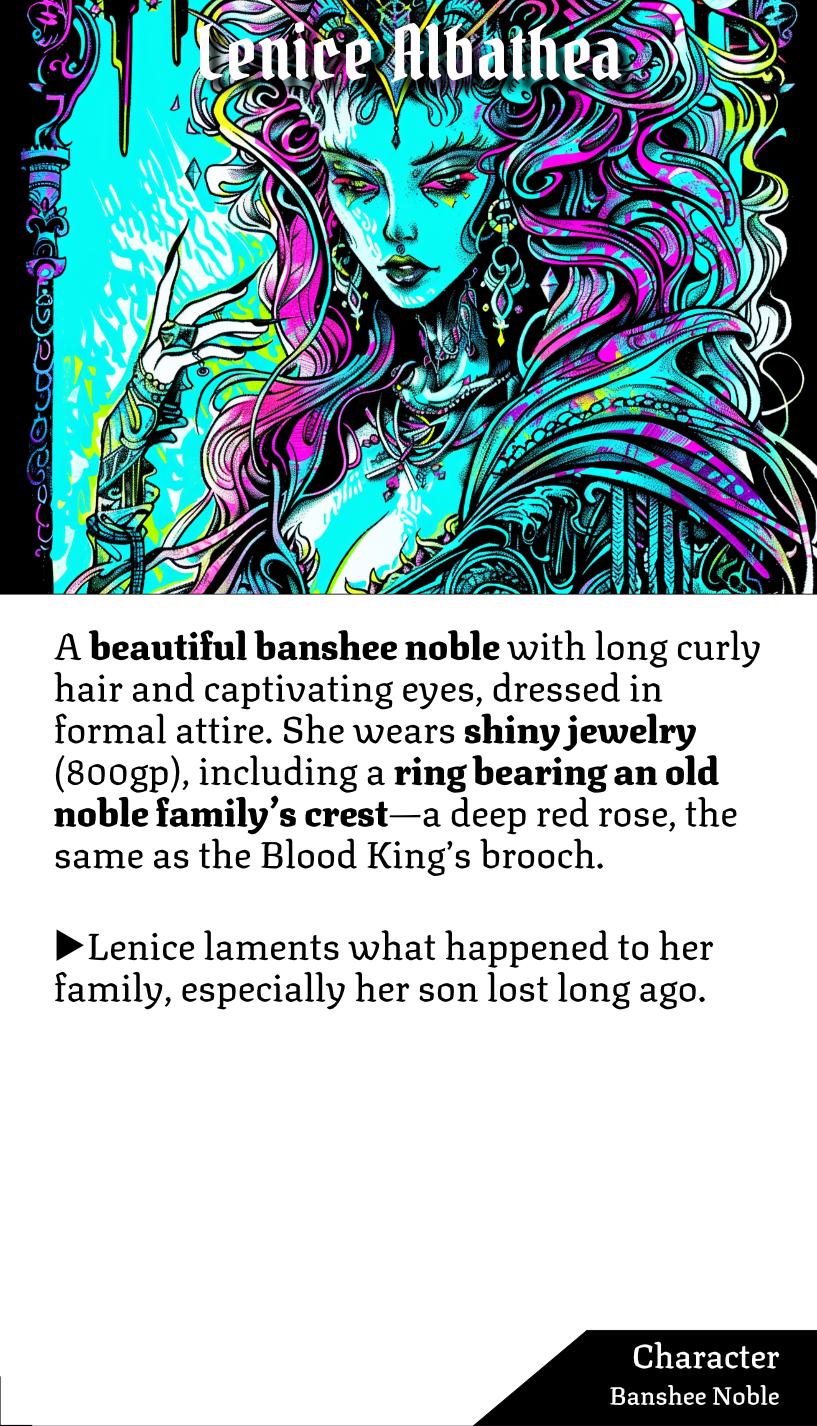 Lenice Albathea
A beautiful banshee noble with long curly
hair and captivating eyes, dressed in
formal attire. She wears shiny jewelry
(800gp), including a ring bearing an old
noble family’s crest—a deep red rose, the
same as the Blood King’s brooch.
▶Lenice laments what happened to her
family, especially her son lost long ago.
Character
Banshee Noble